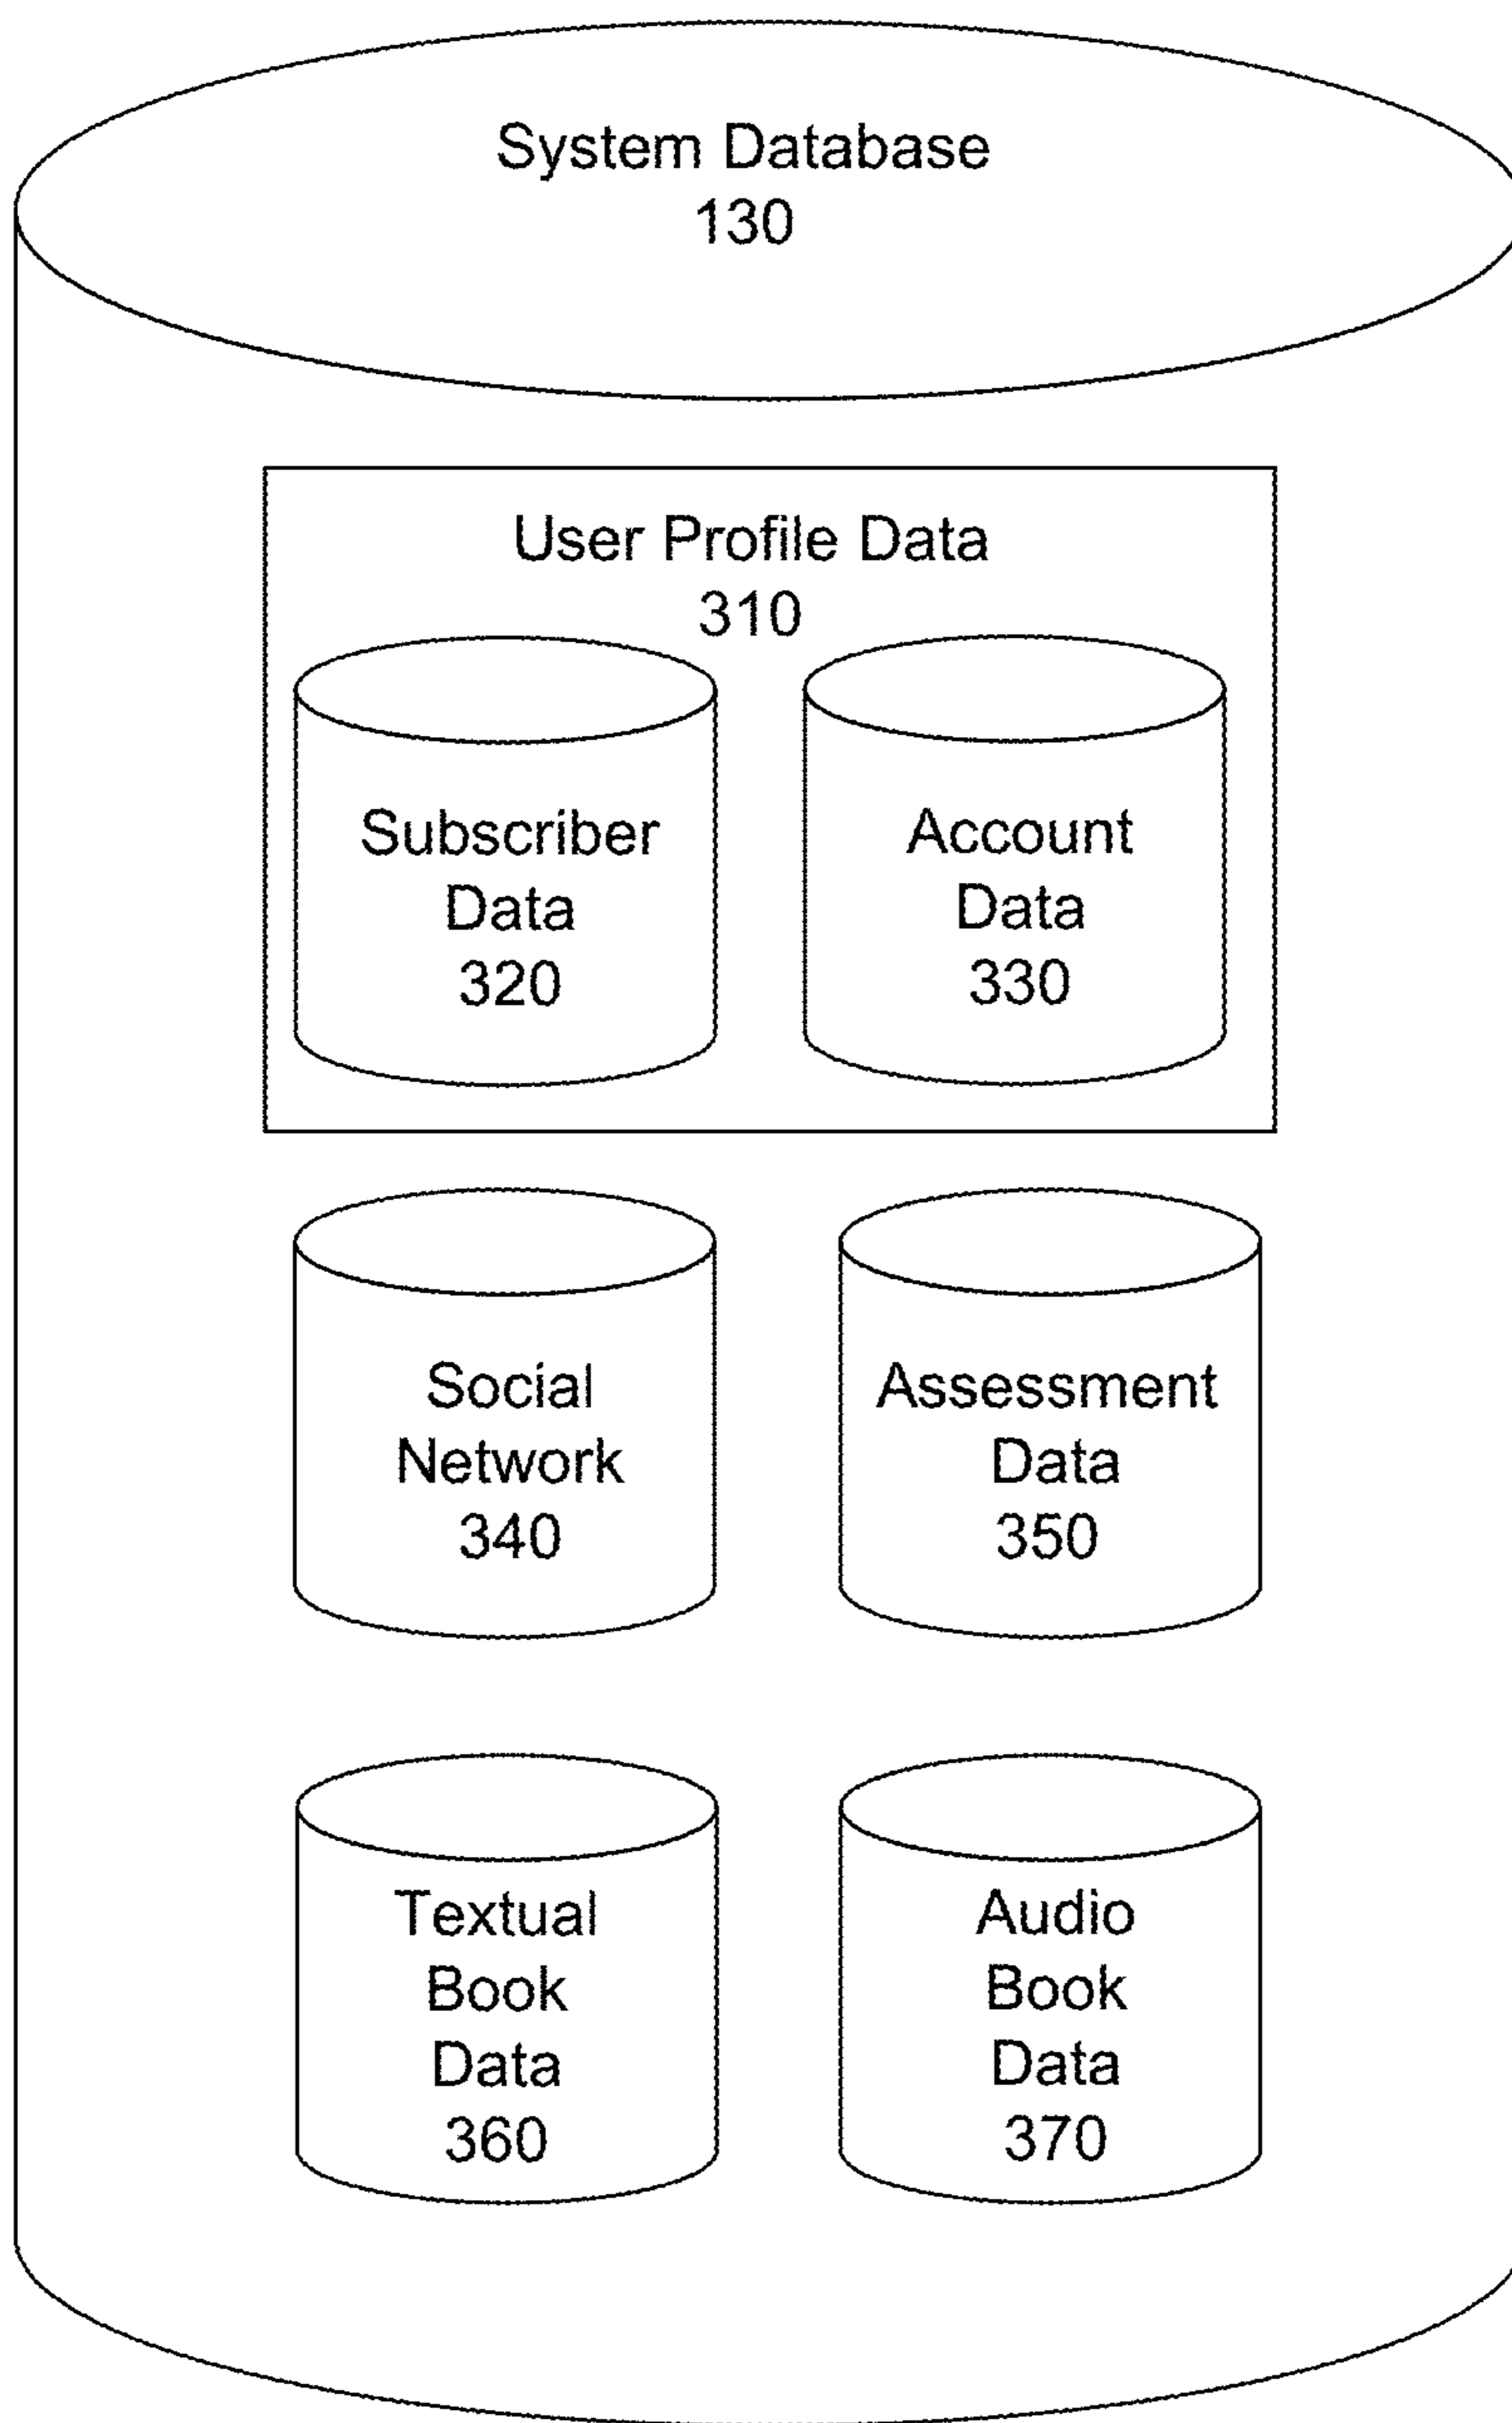 System Database
130
User Profile Data
310
Subscriber
Data
320
Account
Data
330
Social
Network
340
Assessment
Data
350
Textual
Book
Data
360
Audio
Book
Data
370